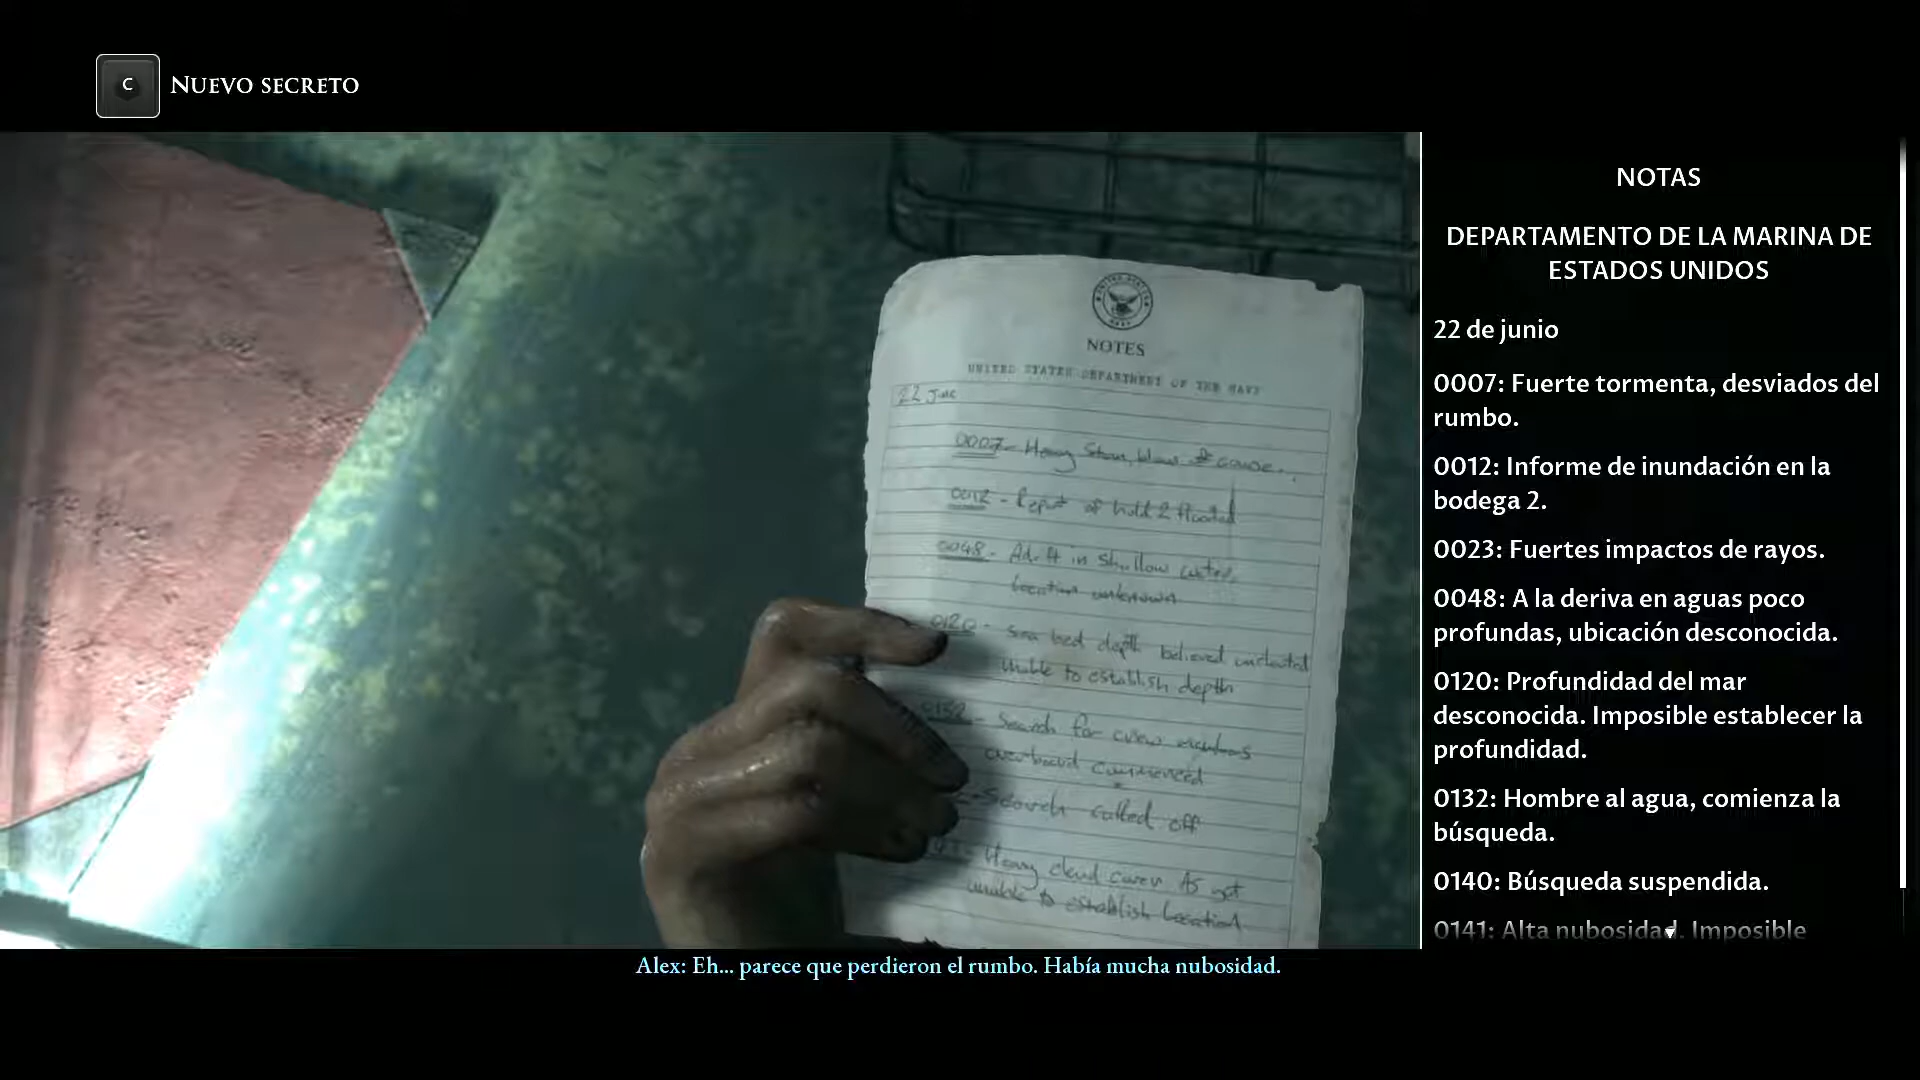 C
NUEVO SECRETO
NOTES
UNITED STATES DEPARTMENT OF THE NAVY
22 June
0007- Heavy Storm, blown off course.
0012 - Report of hold 2 flooded
0048 - Adrift in shallow water,
location unknown
0120 - Sea bed depth believed uncharted
unable to establish depth
0132 - Search for crew members
overboard commenced
-Search called off
Heavy cloud cover. As yet
unable to establish location
NOTAS
DEPARTAMENTO DE LA MARINA DE
ESTADOS UNIDOS
22 de junio
0007: Fuerte tormenta, desviados del
rumbo.
0012: Informe de inundación en la
bodega 2.
0023: Fuertes impactos de rayos.
0048: A la deriva en aguas poco
profundas, ubicación desconocida.
0120: Profundidad del mar
desconocida. Imposible establecer la
profundidad.
0132: Hombre al agua, comienza la
búsqueda.
0140: Búsqueda suspendida.
0141: Alta nubosidad. Imposible
Alex: Eh... parece que perdieron el rumbo. Había mucha nubosidad.